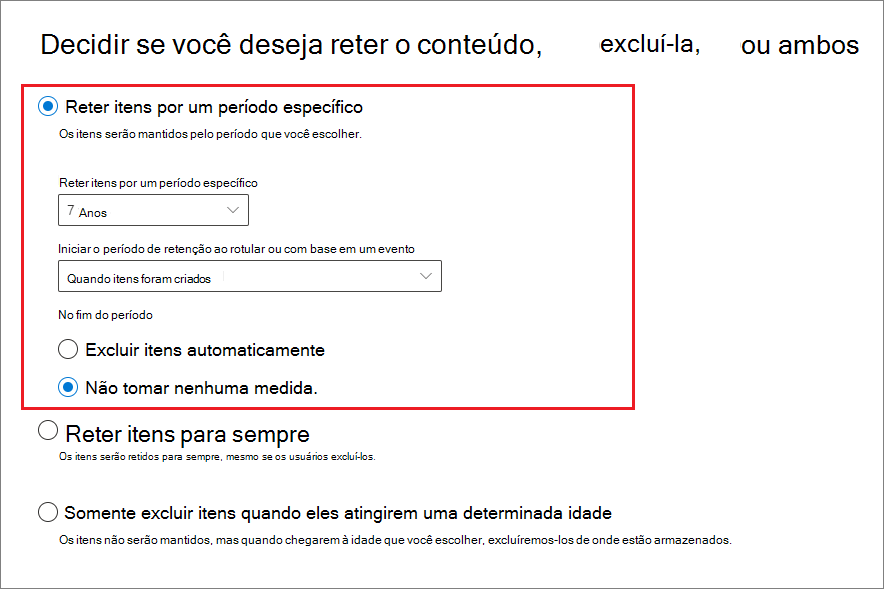 Decidir se você deseja reter o conteúdo, excluí-la, ou ambos
Reter itens por um período específico
Os itens serão mantidos pelo período que você escolher.
Reter itens por um período específico
7 Anos
Iniciar o período de retenção ao rotular ou com base em um evento
Quando itens foram criados
No fim do período
Excluir itens automaticamente
Não tomar nenhuma medida.
Reter itens para sempre
Os itens serão retidos para sempre, mesmo se os usuários excluí-los.
Somente excluir itens quando eles atingirem uma determinada idade
Os itens não serão mantidos, mas quando chegarem à idade que você escolher, excluíremos-los de onde estão armazenados.